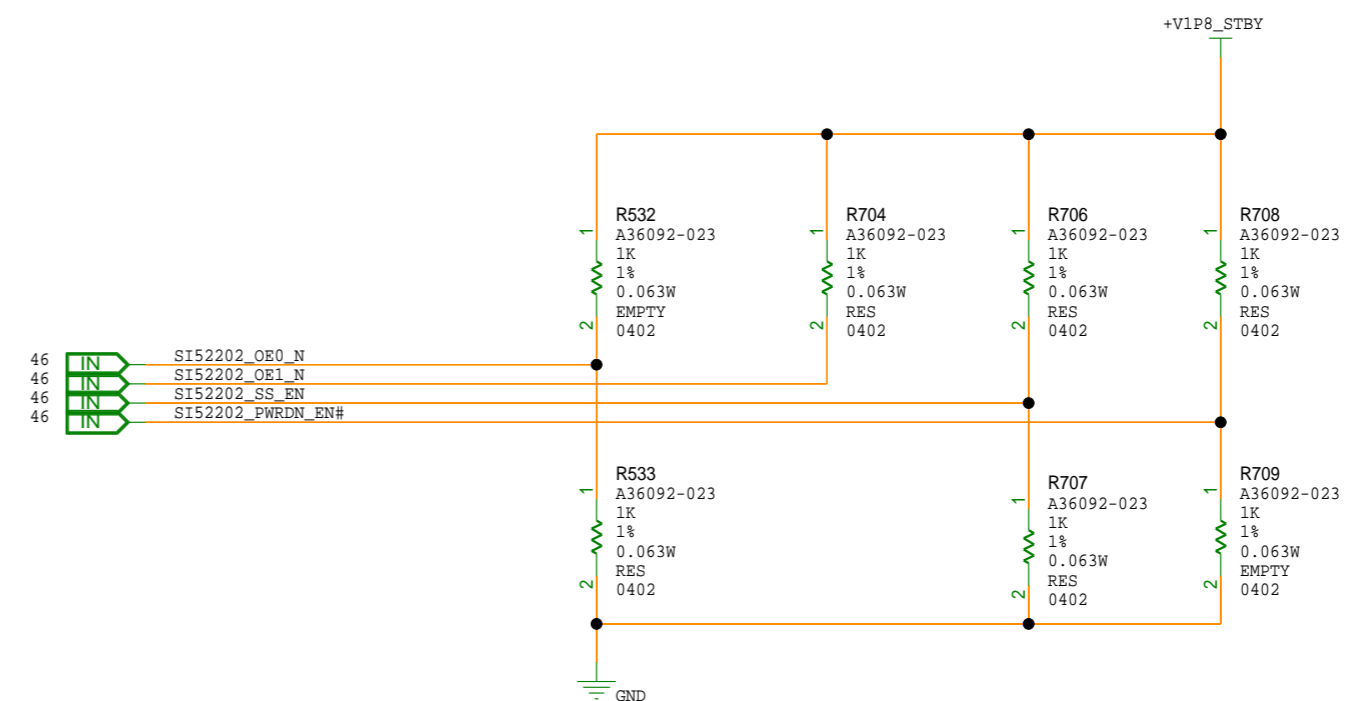 +V1P8_STBY
R532
A36092-023
1K
1%
0.063W
EMPTY
0402
1
2
R704
A36092-023
1K
1%
0.063W
RES
0402
1
2
R706
A36092-023
1K
1%
0.063W
RES
0402
1
2
R708
A36092-023
1K
1%
0.063W
RES
0402
1
2
46 IN SI52202_OE0_N
46 IN SI52202_OE1_N
46 IN SI52202_SS_EN
46 IN SI52202_PWRDN_EN#
R533
A36092-023
1K
1%
0.063W
RES
0402
1
2
R707
A36092-023
1K
1%
0.063W
RES
0402
1
2
R709
A36092-023
1K
1%
0.063W
EMPTY
0402
1
2
GND